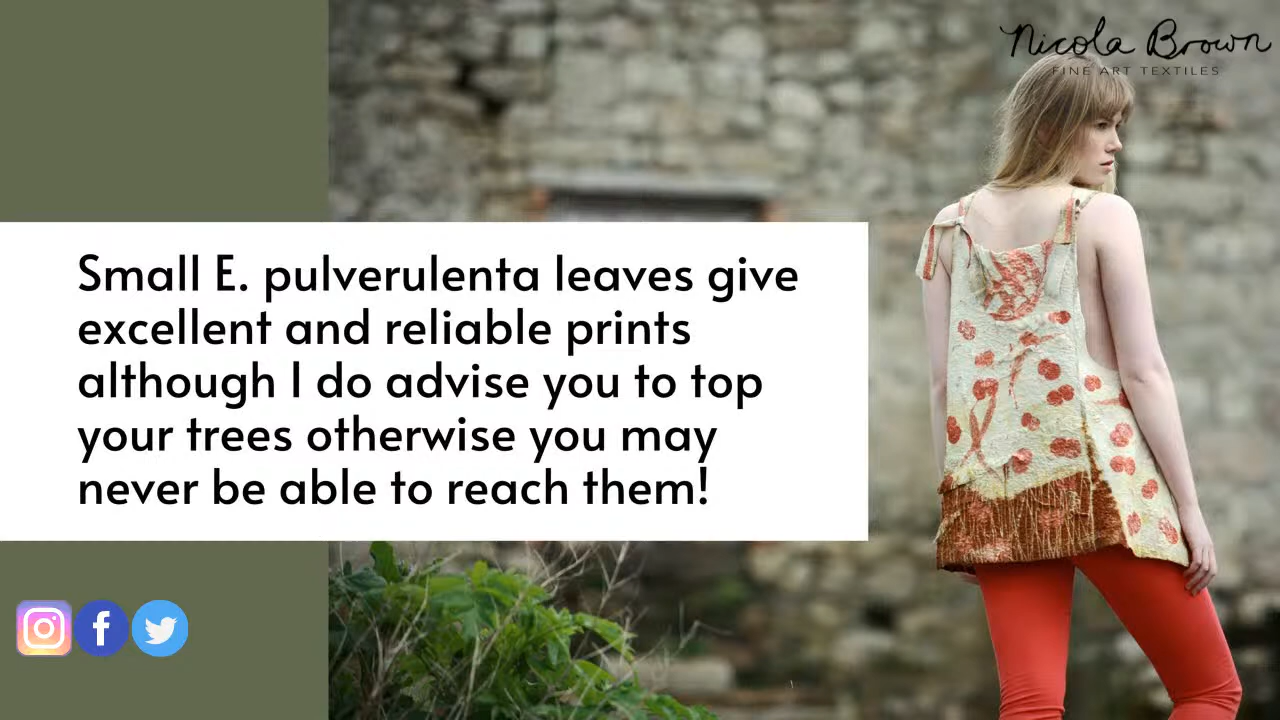 Nicola Brown
FINE ART TEXTILES
Small E. pulverulenta leaves give
excellent and reliable prints
although I do advise you to top
your trees otherwise you may
never be able to reach them!